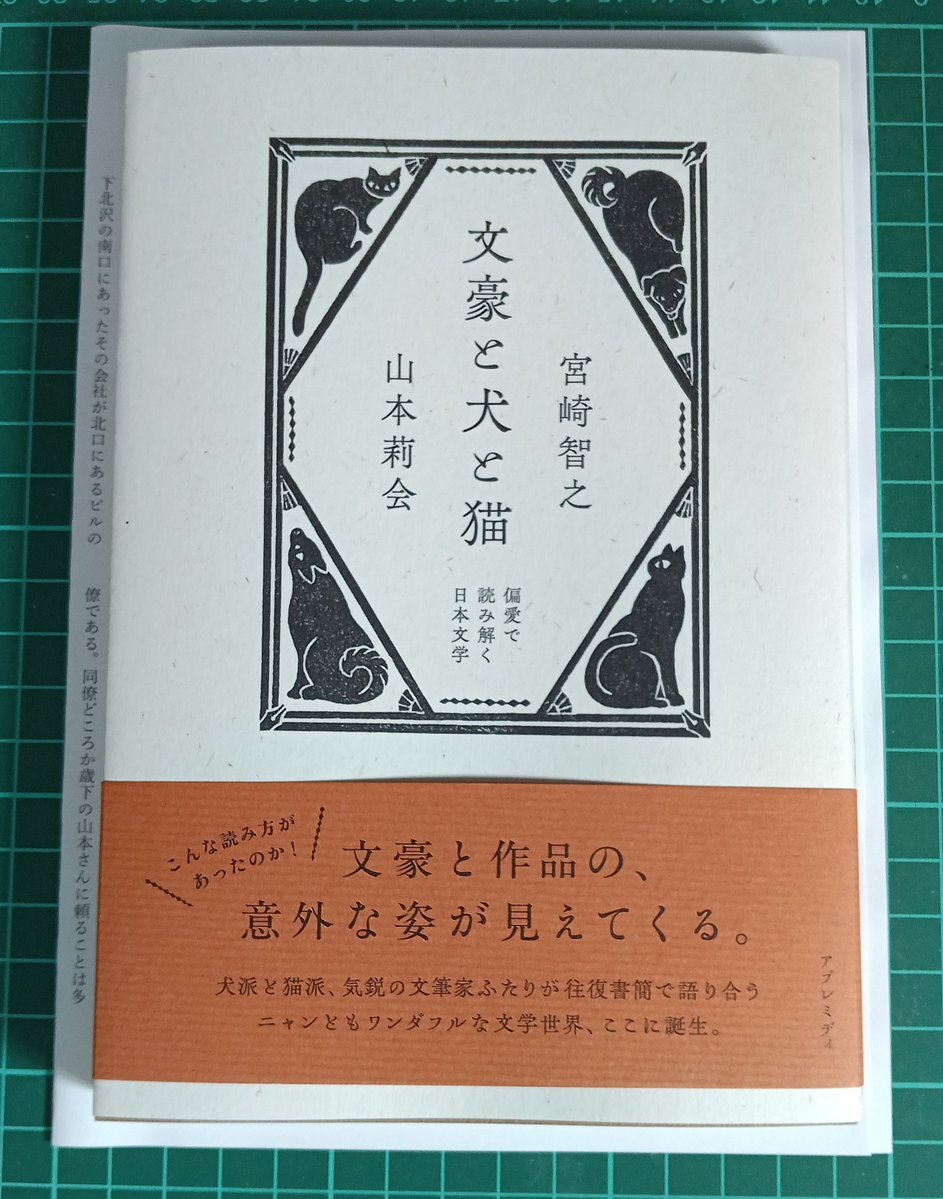 宮崎智之
文豪と犬と猫
山本莉会
偏愛で
読み解く
日本文学
こんな読み方が
あったのか!
文豪と作品の、
意外な姿が見えてくる。
犬派と猫派、気鋭の文筆家ふたりが往復書簡で語り合う
ニャンともワンダフルな文学世界、ここに誕生。
アプレミディ
下北沢の南口にあったその会社が北口にあるビルの
僚である。同僚どころか歳下の山本さんに頼ることは多